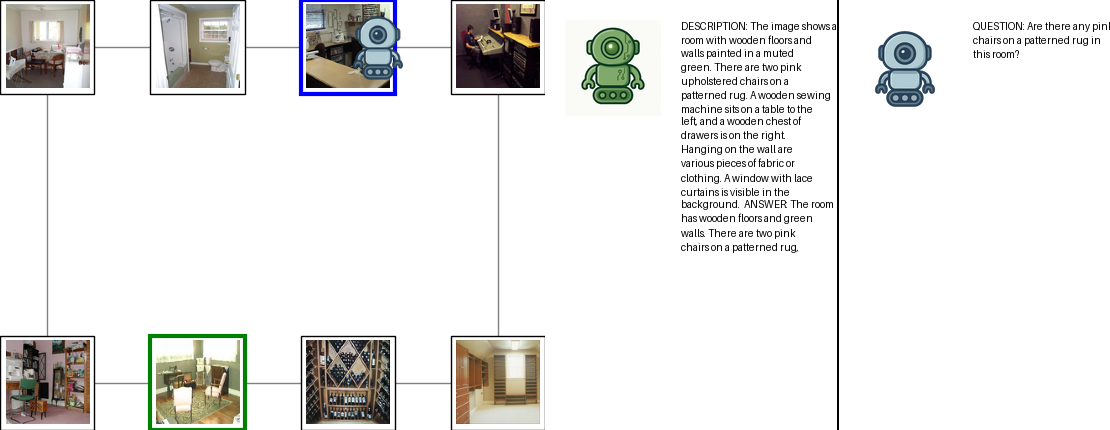 DESCRIPTION: The image shows a
room with wooden floors and
walls painted in a muted
green. There are two pink
upholstered chairs on a
patterned rug. A wooden sewing
machine sits on a table to the
left, and a wooden chest of
drawers is on the right.
Hanging on the wall are
various pieces of fabric or
clothing. A window with lace
curtains is visible in the
background.  ANSWER: The room
has wooden floors and green
walls. There are two pink
chairs on a patterned rug,
QUESTION: Are there any
chairs on a patterned rug in
this room?